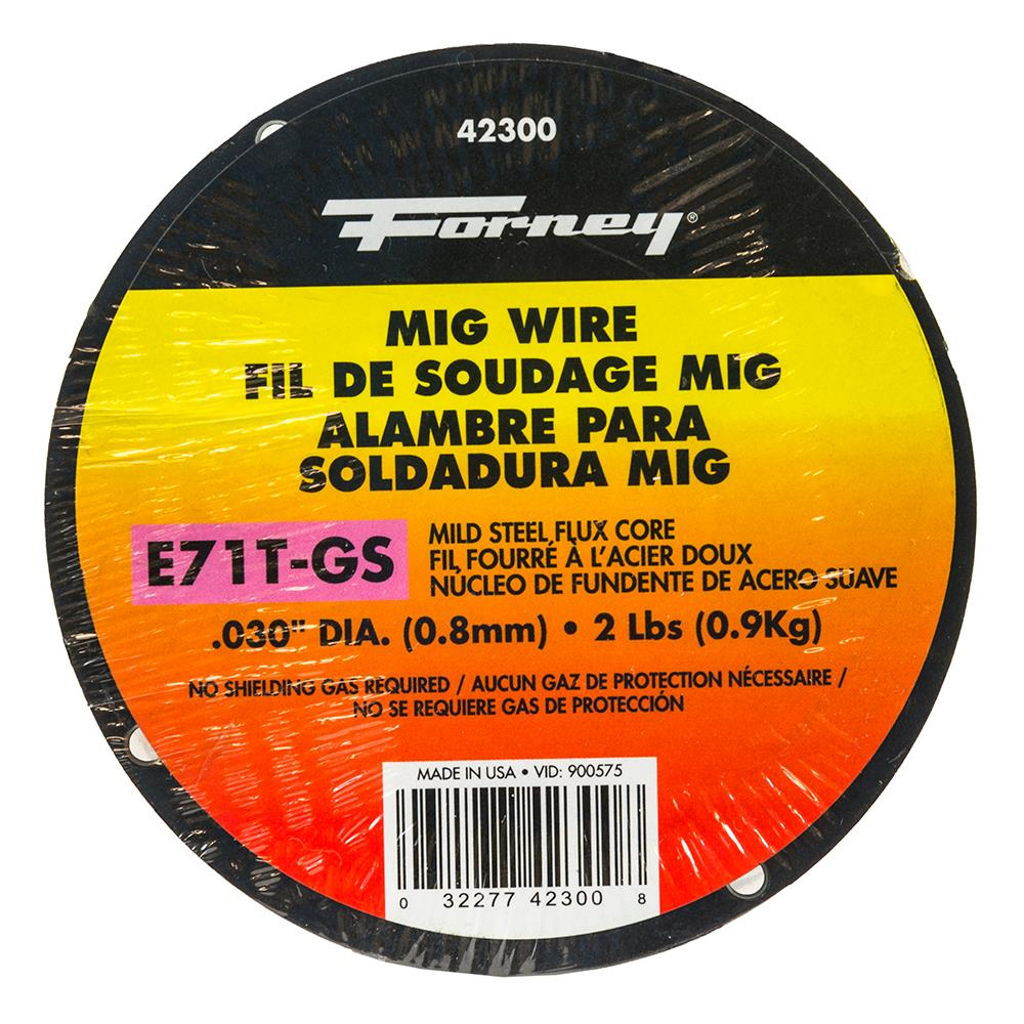 42300
Forney®
MIG WIRE
FIL DE SOUDAGE MIG
ALAMBRE PARA
SOLDADURA MIG
E71T-GS
MILD STEEL FLUX CORE
FIL FOURRÉ À L'ACIER DOUX
NÚCLEO DE FUNDENTE DE ACERO SUAVE
.030" DIA. (0.8mm) • 2 Lbs (0.9Kg)
NO SHIELDING GAS REQUIRED / AUCUN GAZ DE PROTECTION NÉCESSAIRE /
NO SE REQUIERE GAS DE PROTECCIÓN
MADE IN USA • VID: 900575
0 32277 42300 8